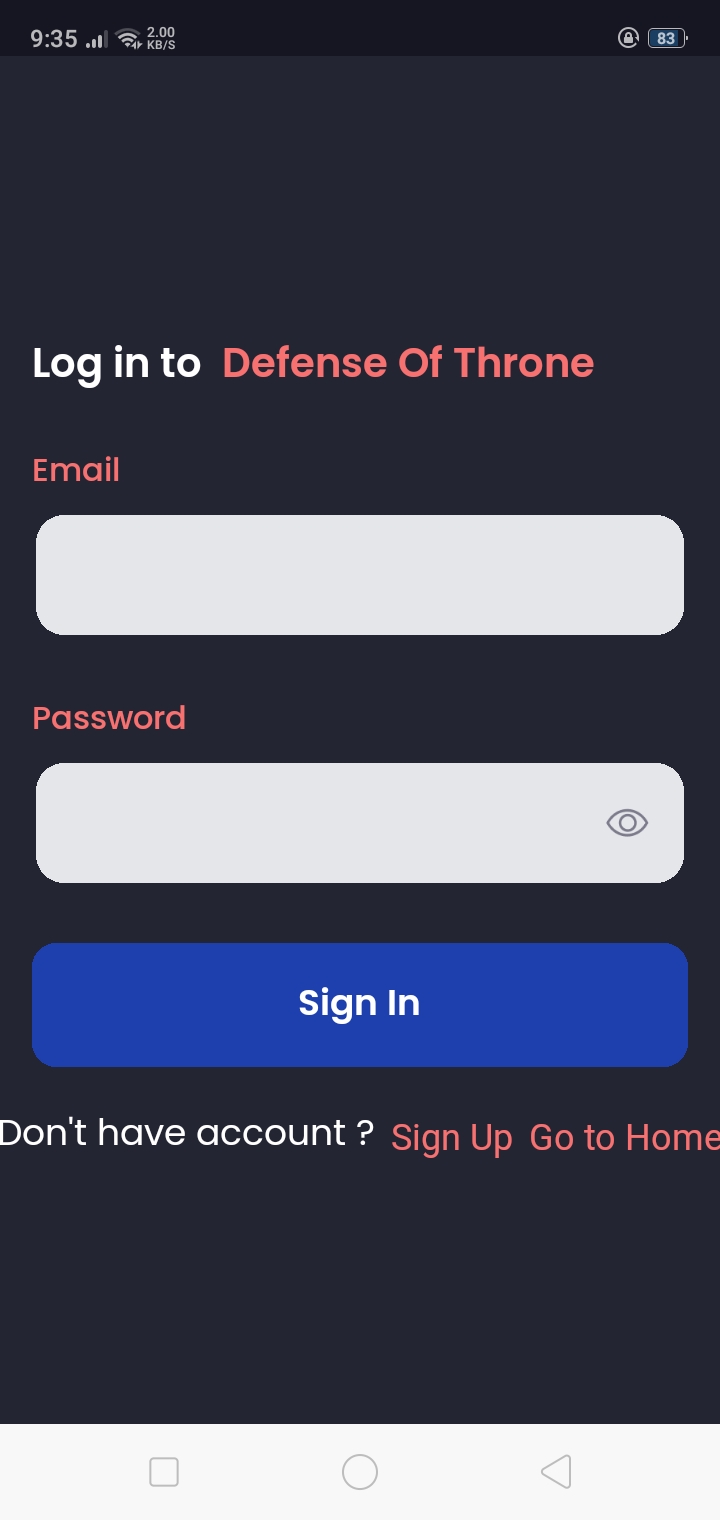 9:35 2.00 KB/S 83
Log in to Defense Of Throne
Email
Password
Sign In
Don't have account ? Sign Up Go to Home